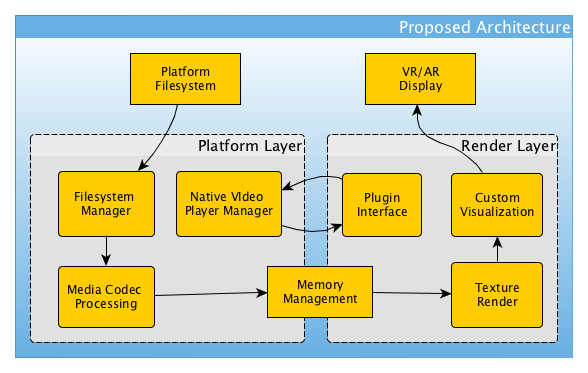 Proposed Architecture
Platform
Filesystem
VR/AR
Display
Platform Layer
Render Layer
Filesystem
Manager
Native VIdeo
Player Manager
Plugin
Interface
Custom
Visualization
Media Codec
Processing
Memory
Management
Texture
Render